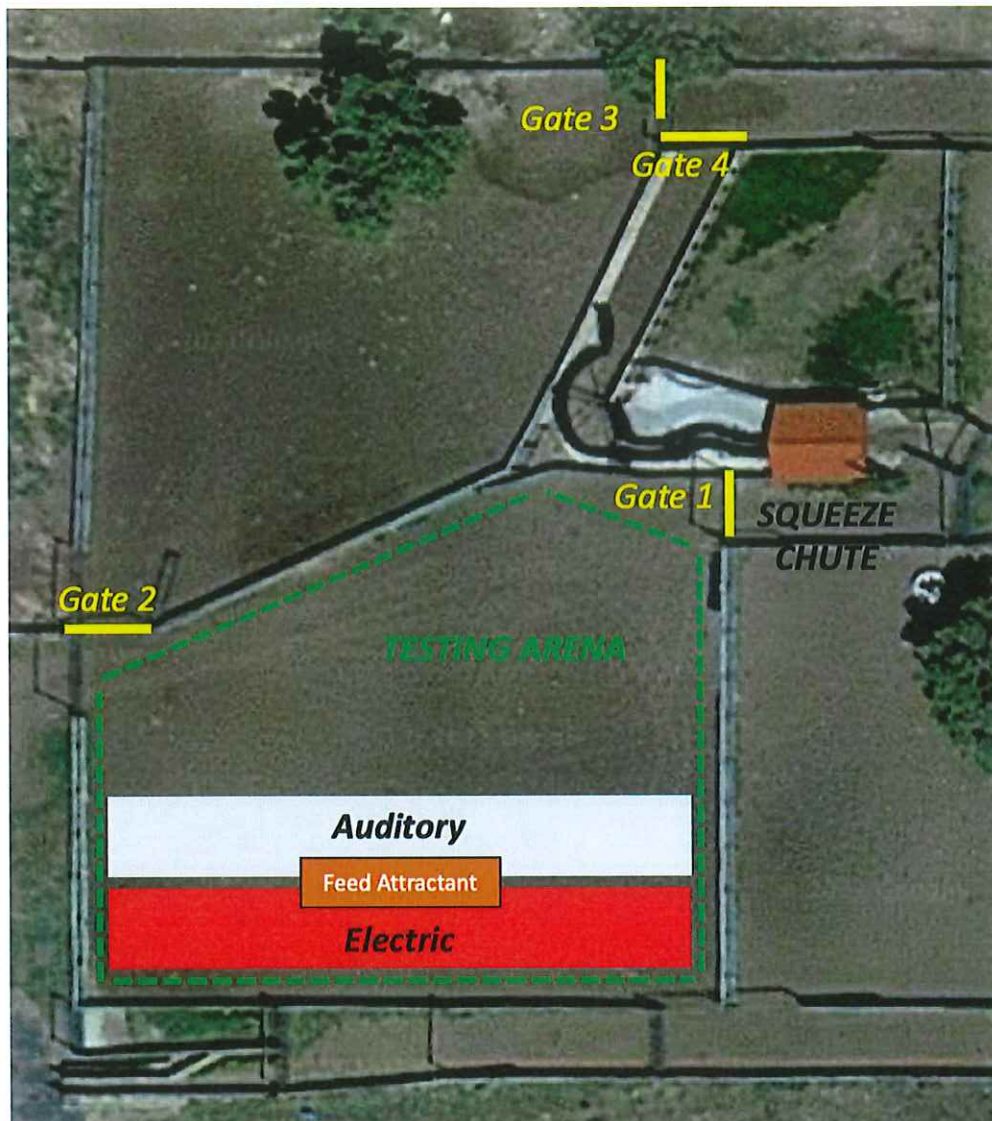 Gate 3
Gate 4
Gate 1
SQUEEZE
CHUTE
Gate 2
TESTING ARENA
Auditory
Feed Attractant
Electric